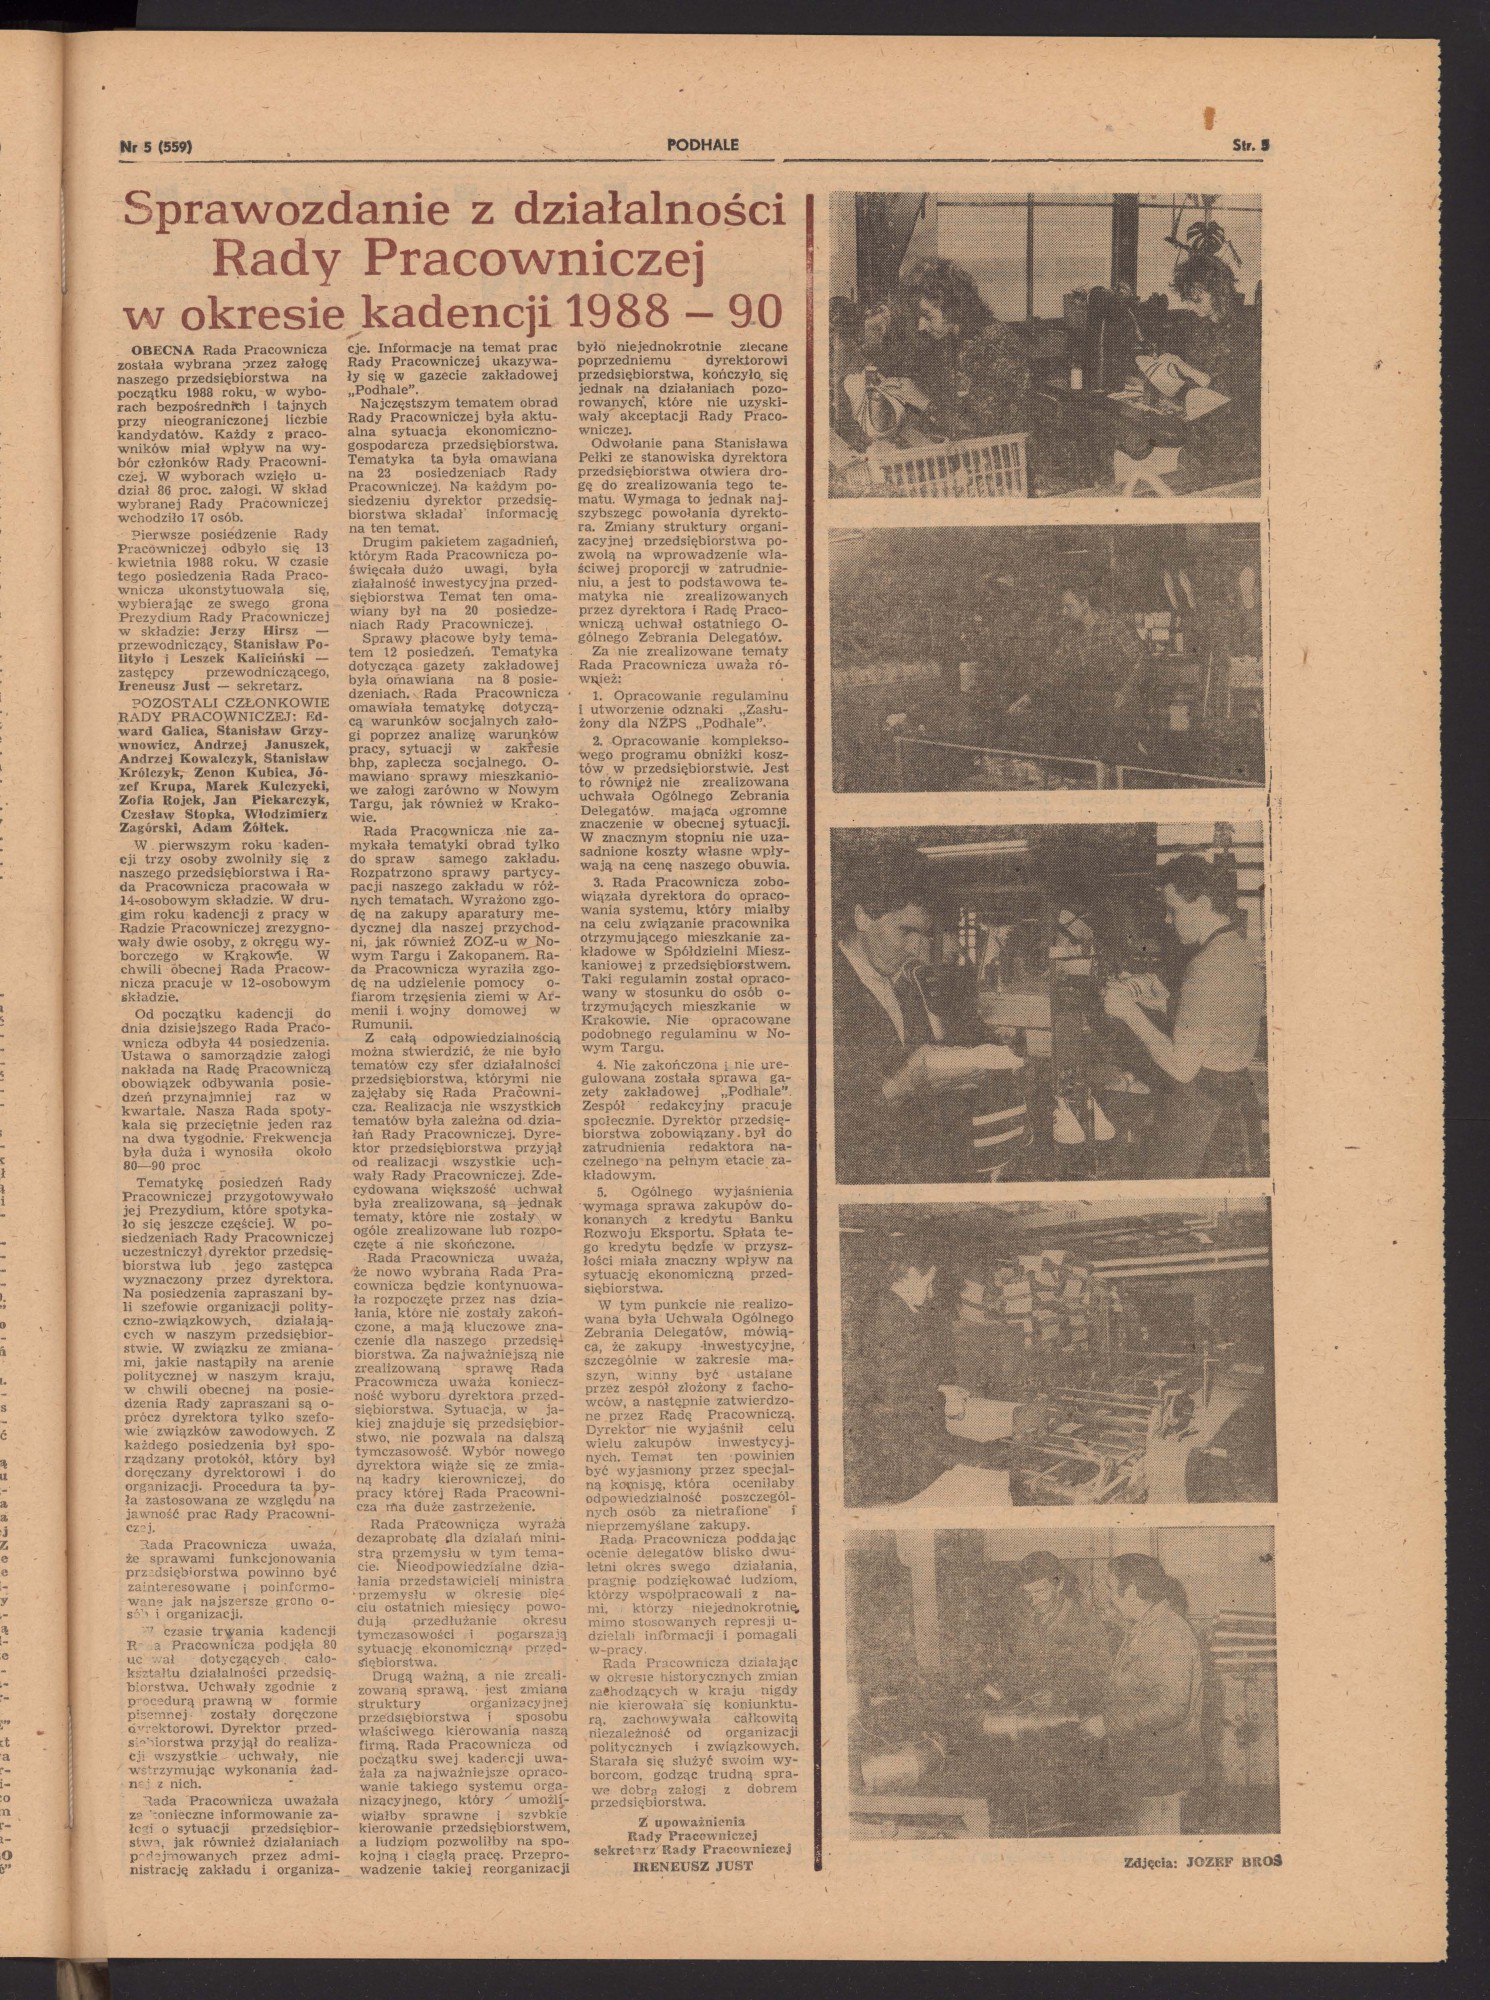 Nr 5 (559)
PODHALE
Str. 5
Sprawozdanie z działalności
Rady Pracowniczej
w okresie kadencji 1988 – 90
OBECNA Rada Pracownicza
została wybrana przez załogę
naszego przedsiębiorstwa na
początku 1988 roku, w wybo-
rach bezpośrednich i tajnych
przy nieograniczonej liczbie
kandydatów. Każdy z praco-
wników miał wpływ na wy-
bór członków Rady Pracowni-
czej. W wyborach wzięło u-
dział 86 proc. załogi. W skład
wybranej Rady Pracowniczej
wchodziło 17 osób.
Pierwsze posiedzenie Rady
Pracowniczej odbyło się 13
kwietnia 1988 roku. W czasie
tego posiedzenia Rada Praco-
wnicza ukonstytuowała się,
wybierając ze swego grona
Prezydium Rady Pracowniczej
w składzie: Jerzy Hirsz —
przewodniczący, Stanisław Po-
lityło i Leszek Kaliciński —
zastępcy przewodniczącego,
Ireneusz Just — sekretarz.
POZOSTALI CZŁONKOWIE
RADY PRACOWNICZEJ: Ed-
ward Galica, Stanisław Grzy-
wnowicz, Andrzej Januszek,
Andrzej Kowalczyk, Stanisław
Królczyk, Zenon Kubica, Jó-
zef Krupa, Marek Kulczycki,
Zofia Rojek, Jan Piekarczyk,
Czesław Stopka, Włodzimierz
Zagórski, Adam Żółtek.
W pierwszym roku kaden-
cji trzy osoby zwolniły się z
naszego przedsiębiorstwa i Ra-
da Pracownicza pracowała w
14-osobowym składzie. W dru-
gim roku kadencji z pracy w
Radzie Pracowniczej zrezygno-
wały dwie osoby, z okręgu wy-
borczego w Krakowie. W
chwili obecnej Rada Pracow-
nicza pracuje w 12-osobowym
składzie.
Od początku kadencji do
dnia dzisiejszego Rada Praco-
wnicza odbyła 44 posiedzenia.
Ustawa o samorządzie załogi
nakłada na Radę Pracowniczą
obowiązek odbywania posie-
dzeń przynajmniej raz w
kwartale. Nasza Rada spoty-
kała się przeciętnie jeden raz
na dwa tygodnie. Frekwencja
była duża i wynosiła około
80—90 proc
Tematykę posiedzeń Rady
Pracowniczej przygotowywało
jej Prezydium, które spotyka-
ło się jeszcze częściej. W po-
siedzeniach Rady Pracowniczej
uczestniczył dyrektor przedsię-
biorstwa lub jego zastępca
wyznaczony przez dyrektora.
Na posiedzenia zapraszani by-
li szefowie organizacji polity-
czno-związkowych, działają-
cych w naszym przedsiębior-
stwie. W związku ze zmiana-
mi, jakie nastąpiły na arenie
politycznej w naszym kraju,
w chwili obecnej na posie-
dzenia Rady zapraszani są o-
prócz dyrektora tylko szefo-
wie związków zawodowych. Z
każdego posiedzenia był spo-
rządzany protokół, który był
doręczany dyrektorowi i do
organizacji. Procedura ta by-
ła zastosowana ze względu na
jawność prac Rady Pracowni-
czej.
Rada Pracownicza uważa,
że sprawami funkcjonowania
przedsiębiorstwa powinno być
zainteresowane i poinformo-
wane jak najszersze grono o-
sób i organizacji.
W czasie trwania kadencji
Rada Pracownicza podjęła 80
uchwał dotyczących cało-
kształtu działalności przedsię-
biorstwa. Uchwały zgodnie z
procedurą prawną w formie
pisemnej zostały doręczone
dyrektorowi. Dyrektor przed-
siębiorstwa przyjął do realiza-
cji wszystkie uchwały, nie
wstrzymując wykonania żad-
nej z nich.
Rada Pracownicza uważała
za konieczne informowanie za-
łogi o sytuacji przedsiębior-
stwa, jak również działaniach
podejmowanych przez admi-
nistrację zakładu i organiza-
cje. Informacje na temat prac
Rady Pracowniczej ukazywa-
ły się w gazecie zakładowej
„Podhale”.
Najczęstszym tematem obrad
Rady Pracowniczej była aktu-
alna sytuacja ekonomiczno-
gospodarcza przedsiębiorstwa.
Tematyka ta była omawiana
na 23 posiedzeniach Rady
Pracowniczej. Na każdym po-
siedzeniu dyrektor przedsię-
biorstwa składał informację
na ten temat.
Drugim pakietem zagadnień,
którym Rada Pracownicza po-
święcała dużo uwagi, była
ziałalność inwestycyjna przed-
siębiorstwa Temat ten oma-
wiany był na 20 posiedze-
niach Rady Pracowniczej.
Sprawy płacowe były tema-
tem 12 posiedzeń. Tematyka
dotycząca gazety zakładowej
była omawiana na 8 posie-
dzeniach. Rada Pracownicza
omawiała tematykę dotyczą-
cą warunków socjalnych zało-
gi poprzez analizę warunków
pracy, sytuacji w zakresie
bhp, zaplecza socjalnego. O-
mawiano sprawy mieszkanio-
we załogi zarówno w Nowym
Targu, jak również w Krako-
wie.
Rada Pracownicza nie za-
mykała tematyki obrad tylko
do spraw samego zakładu.
Rozpatrzono sprawy partycy-
pacji naszego zakładu w róż-
nych tematach. Wyrażono zgo-
dę na zakupy aparatury me-
dycznej dla naszej przychod-
ni, jak również ZOZ-u w No-
wym Targu i Zakopanem. Ra-
da Pracownicza wyraziła zgo-
dę na udzielenie pomocy o-
fiarom trzęsienia ziemi w Ar-
menii i wojny domowej w
Rumunii.
Z całą odpowiedzialnością
można stwierdzić, że nie było
tematów czy sfer działalności
przedsiębiorstwa, którymi nie
zajęłaby się Rada Pracowni-
cza. Realizacja nie wszystkich
tematów była zależna od dzia-
łań Rady Pracowniczej. Dyre-
ktor przedsiębiorstwa przyjął
od realizacji wszystkie uch-
wały Rady Pracowniczej. Zde-
cydowana większość uchwał
była zrealizowana, są jednak
tematy, które nie zostały w
ogóle zrealizowane lub rozpo-
częte a nie skończone.
Rada Pracownicza uważa,
że nowo wybrana Rada Pra-
cownicza będzie kontynuowa-
ła rozpoczęte przez nas dzia-
łania, które nie zostały zakoń-
czone, a mają kluczowe zna-
czenie dla naszego przedsię-
biorstwa. Za najważniejszą nie
zrealizowaną sprawę Rada
Pracownicza uważa koniecz-
ność wyboru dyrektora przed-
siębiorstwa. Sytuacja, w ja-
kiej znajduje się przedsiębior-
stwo, nie pozwala na dalszą
tymczasowość. Wybór nowego
dyrektora wiąże się ze zmia-
ną kadry kierowniczej, do
pracy której Rada Pracowni-
cza ma duże zastrzeżenie.
Rada Pracownicza wyraża
dezaprobatę dla działań mini-
stra przemysłu w tym tema-
cie. Nieodpowiedzialne dzia-
łania przedstawicieli ministra
przemysłu w okresie pię-
ciu ostatnich miesięcy powo-
dują przedłużanie okresu
tymczasowości i pogarszają
sytuację ekonomiczną przed-
siębiorstwa.
Drugą ważną, a nie zreali-
zowaną sprawą, jest zmiana
struktury organizacyjnej
przedsiębiorstwa i sposobu
właściwego kierowania naszą
firmą. Rada Pracownicza od
początku swej kadencji uwa-
żała za najważniejsze opraco-
wanie takiego systemu orga-
nizacyjnego, który umożli-
wiałby sprawne i szybkie
kierowanie przedsiębiorstwem,
a ludziom pozwoliłby na spo-
kojną i ciągłą pracę. Przepro-
wadzenie takiej reorganizacji
było niejednokrotnie zlecane
poprzedniemu dyrektorowi
przedsiębiorstwa, kończyło się
jednak na działaniach pozo-
rowanych, które nie uzyski-
wały akceptacji Rady Praco-
wniczej.
Odwołanie pana Stanisława
Pełki ze stanowiska dyrektora
przedsiębiorstwa otwiera dro-
gę do zrealizowania tego te-
matu. Wymaga to jednak naj-
szybszego powołania dyrekto-
ra. Zmiany struktury organi-
zacyjnej przedsiębiorstwa po-
zwolą na wprowadzenie wła-
ściwej proporcji w zatrudnie-
niu, a jest to podstawowa te-
matyka nie zrealizowanych
przez dyrektora i Radę Praco-
wniczą uchwał ostatniego O-
gólnego Zebrania Delegatów.
Za nie zrealizowane tematy
Rada Pracownicza uważa ró-
wnież:
1. Opracowanie regulaminu
i utworzenie odznaki „Zasłu-
żony dla NZPS „Podhale”.
2. Opracowanie komplekso-
wego programu obniżki kosz-
tów w przedsiębiorstwie. Jest
to również nie zrealizowana
uchwała Ogólnego Zebrania
Delegatów, mająca ogromne
znaczenie w obecnej sytuacji.
W znacznym stopniu nie uza-
sadnione koszty własne wpły-
wają na cenę naszego obuwia.
3. Rada Pracownicza zobo-
wiązała dyrektora do opraco-
wania systemu, który miałby
na celu związanie pracownika
otrzymującego mieszkanie za-
kładowe w Spółdzielni Miesz-
kaniowej z przedsiębiorstwem.
Taki regulamin został opraco-
wany w stosunku do osób o-
trzymujących mieszkanie w
Krakowie. Nie opracowane
podobnego regulaminu w No-
wym Targu.
4. Nie zakończona i nie ure-
gulowana została sprawa ga-
zety zakładowej „Podhale”.
Zespół redakcyjny pracuje
społecznie. Dyrektor przedsię-
biorstwa zobowiązany był do
zatrudnienia redaktora na-
czelnego na pełnym etacie za-
kładowym.
5. Ogólnego wyjaśnienia
wymaga sprawa zakupów do-
konanych z kredytu Banku
Rozwoju Eksportu. Spłata te-
go kredytu będzie w przysz-
łości miała znaczny wpływ na
sytuację ekonomiczną przed-
siębiorstwa.
W tym punkcie nie realizo-
wana była Uchwała Ogólnego
Zebrania Delegatów, mówią-
ca, że zakupy inwestycyjne,
szczególnie w zakresie ma-
szyn, winny być ustalane
przez zespół złożony z facho-
wców, a następnie zatwierdzo-
ne przez Radę Pracowniczą.
Dyrektor nie wyjaśnił celu
wielu zakupów inwestycyj-
nych. Temat ten powinien
być wyjaśniony przez specjal-
ną komisję, która oceniłaby
odpowiedzialność poszczegól-
nych osób za nietrafione i
nieprzemyślane zakupy.
Rada Pracownicza poddając
ocenie delegatów blisko dwu-
letni okres swego działania,
pragnie podziękować ludziom,
którzy współpracowali z na-
mi, którzy niejednokrotnie,
mimo stosowanych represji u-
dzielali informacji i pomagali
w pracy.
Rada Pracownicza działając
w okresie historycznych zmian
zachodzących w kraju nigdy
nie kierowała się koniunktu-
rą, zachowywała całkowitą
niezależność od organizacji
politycznych i związkowych.
Starała się służyć swoim wy-
borcom, godząc trudną spra-
wę dobra załogi z dobrem
przedsiębiorstwa.
Z upoważnienia
Rady Pracowniczej
sekretarz Rady Pracowniczej
IRENEUSZ JUST
Zdjęcia: JÓZEF BROŚ